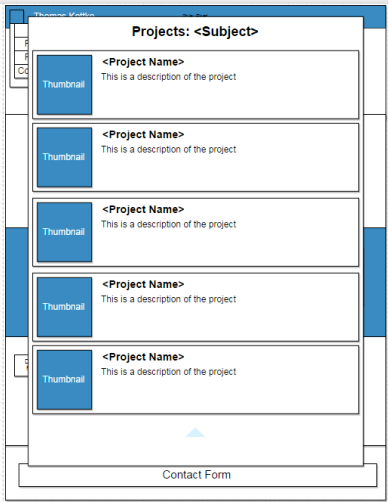 Thomas Kattke
Projects: <Subject>
Co
<Project Name>
This is a description of the project
Thumbnail
<Project Name>
This is a description of the project
Thumbnail
<Project Name>
This is a description of the project
Thumbnail
<Project Name>
This is a description of the project
Thumbnail
<Project Name>
This is a description of the project
Thumbnail
Contact Form